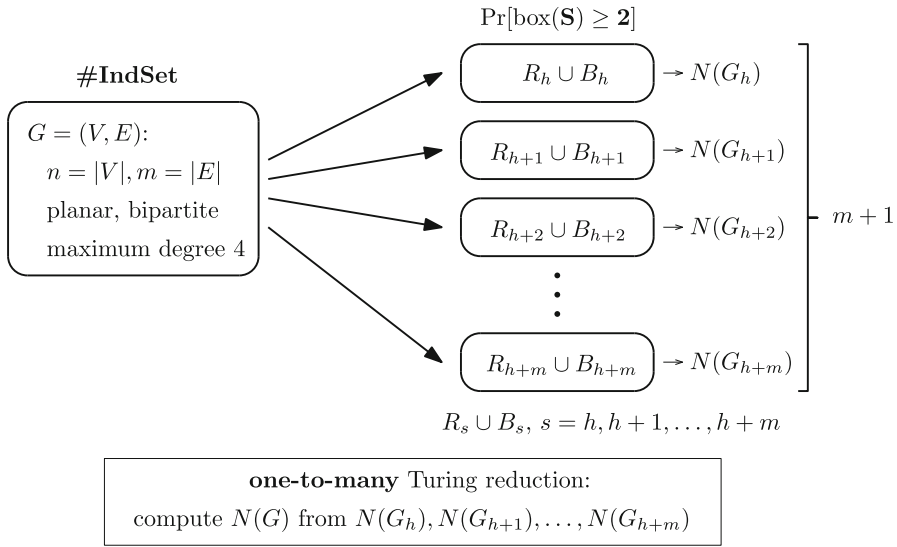 Pr[box(S) ≥ 2]
#IndSet
G = (V, E):
n = |V|, m = |E|
planar, bipartite
maximum degree 4
R_h ∪ B_h → N(G_h)
R_{h+1} ∪ B_{h+1} → N(G_{h+1})
R_{h+2} ∪ B_{h+2} → N(G_{h+2})
R_{h+m} ∪ B_{h+m} → N(G_{h+m})
m + 1
R_s ∪ B_s, s = h, h + 1, . . . , h + m
one-to-many Turing reduction:
compute N(G) from N(G_h), N(G_{h+1}), . . . , N(G_{h+m})